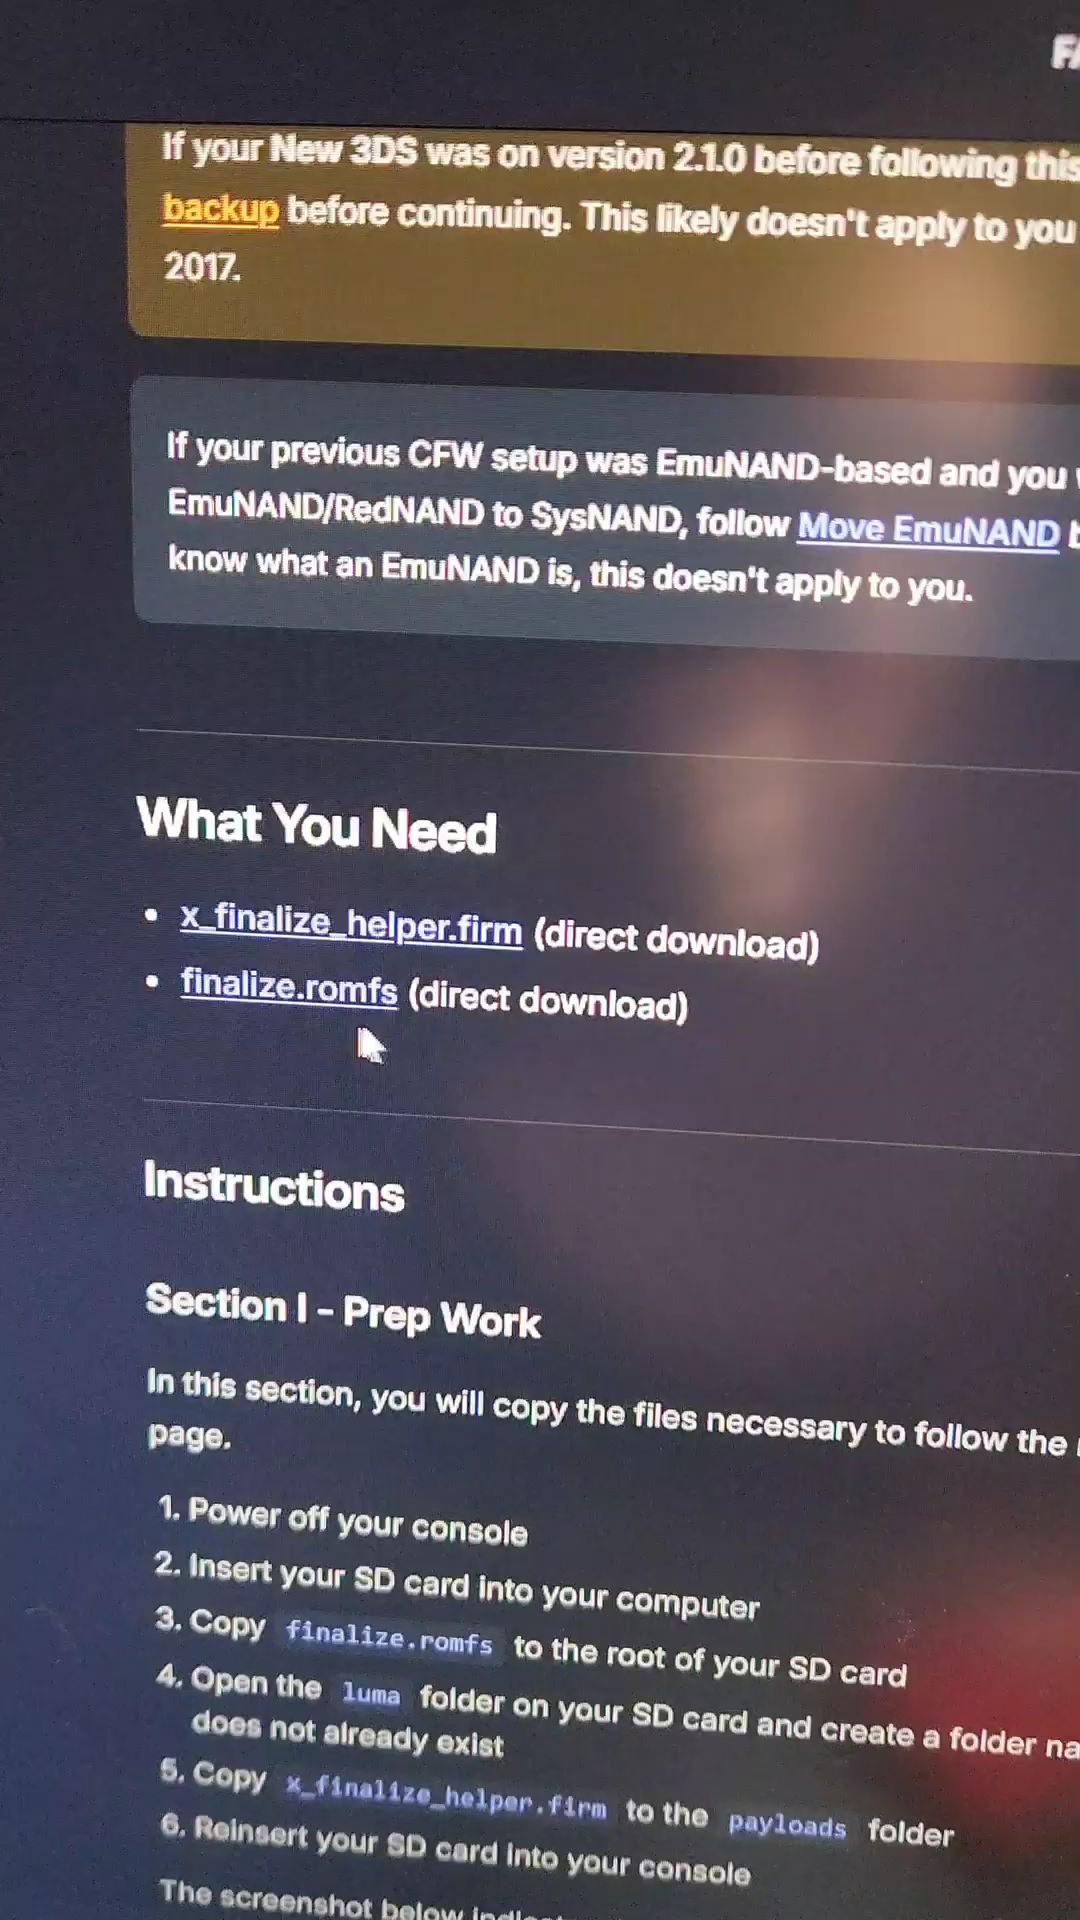 If your New 3DS was on version 2.1.0 before following this
backup before continuing. This likely doesn't apply to you
2017.
If your previous CFW setup was EmuNAND-based and you
EmuNAND/RedNAND to SysNAND, follow Move EmuNAND
know what an EmuNAND is, this doesn't apply to you.
What You Need
• x_finalize_helper.firm (direct download)
• finalize.romfs (direct download)
Instructions
Section I - Prep Work
In this section, you will copy the files necessary to follow the
page.
1. Power off your console
2. Insert your SD card into your computer
3. Copy finalize.romfs to the root of your SD card
4. Open the luma folder on your SD card and create a folder na
does not already exist
5. Copy x_finalize_helper.firm to the payloads folder
6. Reinsert your SD card into your console
The screenshot below